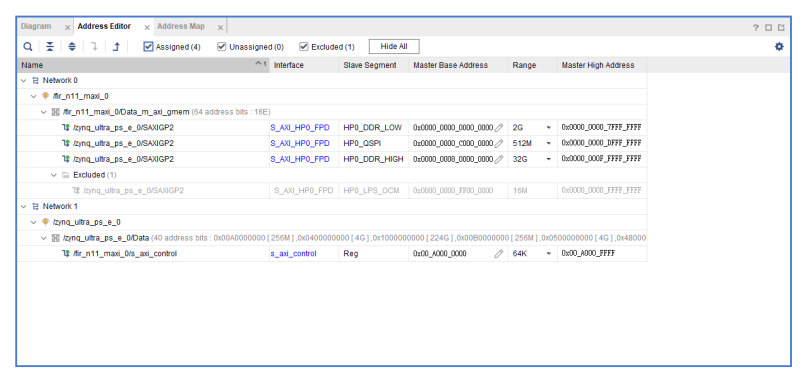 Diagram × Address Editor × Address Map × ? □
Assigned (4) Unassigned (0) Excluded (1) Hide All
Name ^ 1 Interface Slave Segment Master Base Address Range Master High Address
Network 0
/fir_n11_maxi_0
/fir_n11_maxi_0/Data_m_axi_gmem (64 address bits : 16E)
/zynq_ultra_ps_e_0/SAXIGP2 S_AXI_HP0_FPD HP0_DDR_LOW 0x0000_0000_0000_0000 2G 0x0000_0000_7FFF_FFFF
/zynq_ultra_ps_e_0/SAXIGP2 S_AXI_HP0_FPD HP0_QSPI 0x0000_0000_C000_0000 512M 0x0000_0000_DFFF_FFFF
/zynq_ultra_ps_e_0/SAXIGP2 S_AXI_HP0_FPD HP0_DDR_HIGH 0x0000_0008_0000_0000 32G 0x0000_000F_FFFF_FFFF
Excluded (1)
/zynq_ultra_ps_e_0/SAXIGP2 S_AXI_HP0_FPD HP0_LPS_OCM 0x0000_0000_FF00_0000 16M 0x0000_0000_FFFF_FFFF
Network 1
/zynq_ultra_ps_e_0
/zynq_ultra_ps_e_0/Data (40 address bits : 0x00A0000000 [ 256M ] ,0x0400000000 [ 4G ] ,0x1000000000 [ 224G ] ,0x00B0000000 [ 256M ] ,0x0500000000 [ 4G ] ,0x48000
/fir_n11_maxi_0/s_axi_control s_axi_control Reg 0x00_A000_0000 64K 0x00_A000_FFFF